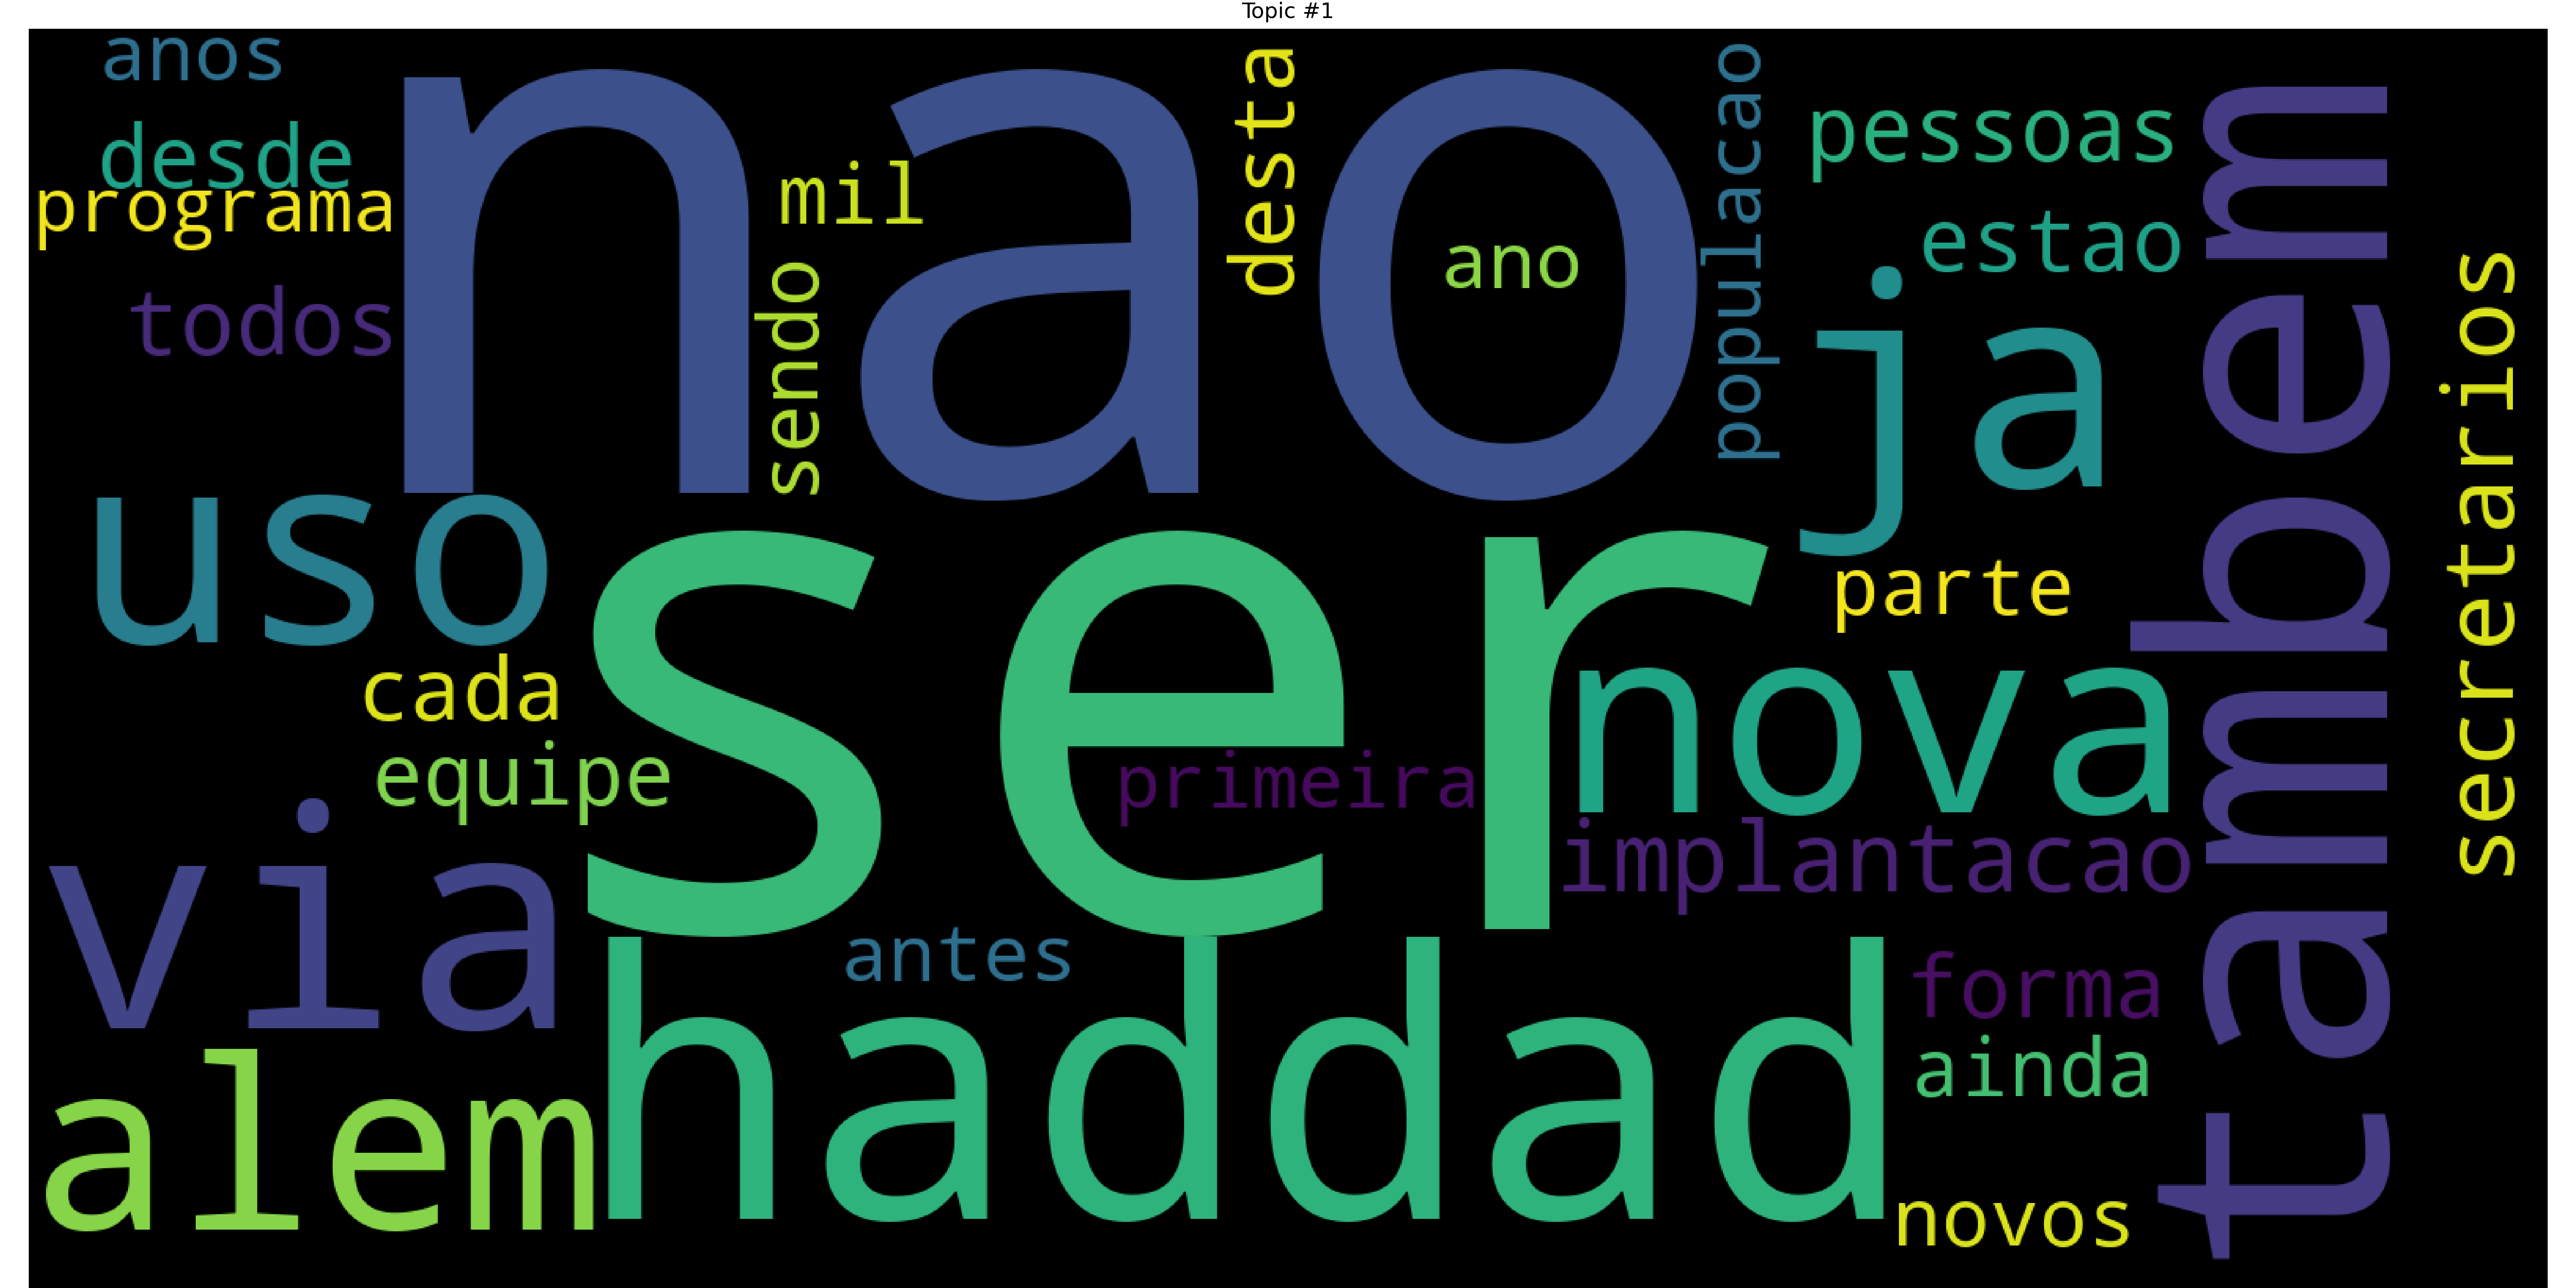 Topic #1
anos
nao
desta
populacao
pessoas
tambem
desde
mil
programa
estao
ano
sendo
todos
ja
secretarios
uso
ser
parte
cada
nova
equipe
primeira
via
implantacao
antes
haddad
forma
alem
ainda
novos